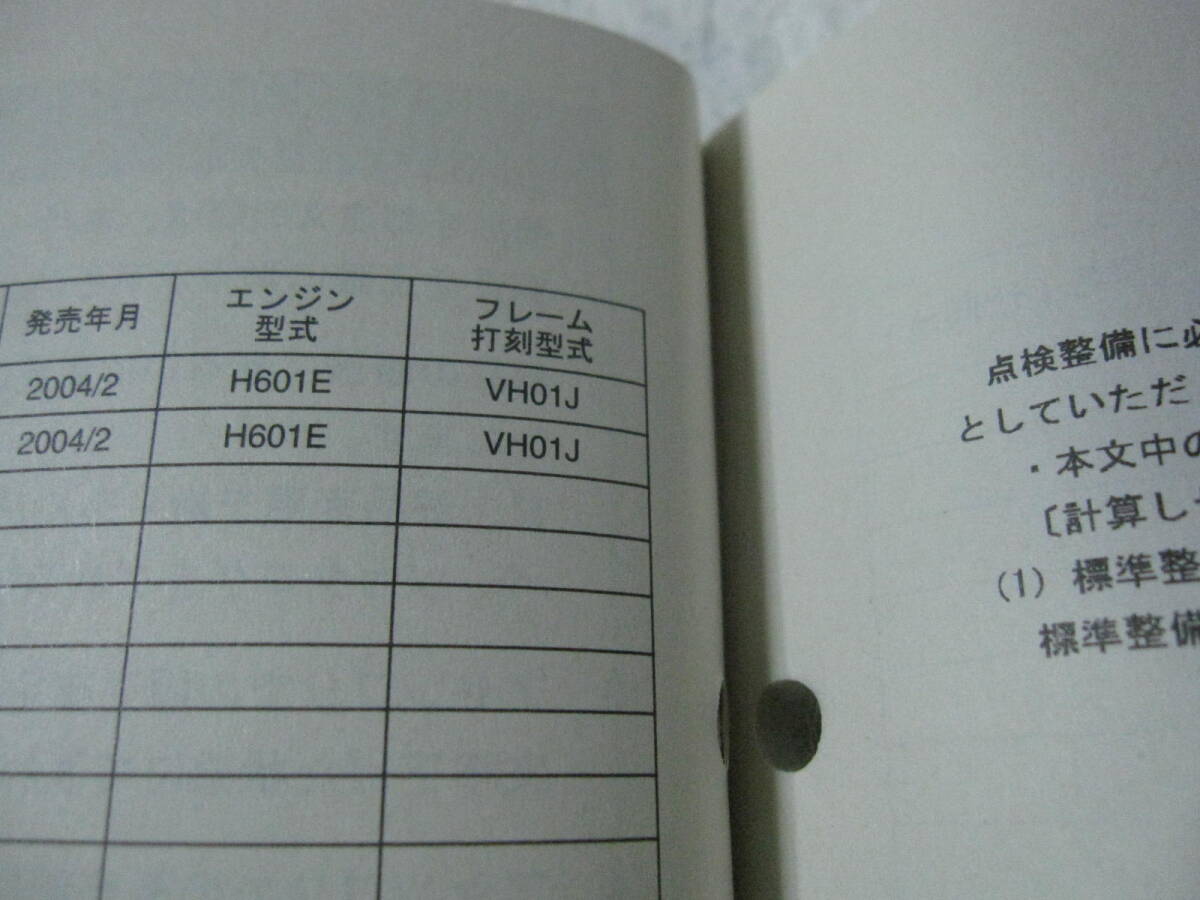 発売年月 エンジン型式 フレーム打刻型式
2004/2 H601E VH01J
2004/2 H601E VH01J
点検整備に必
としていただ
・本文中の
〔計算し
(1) 標準整
標準整備